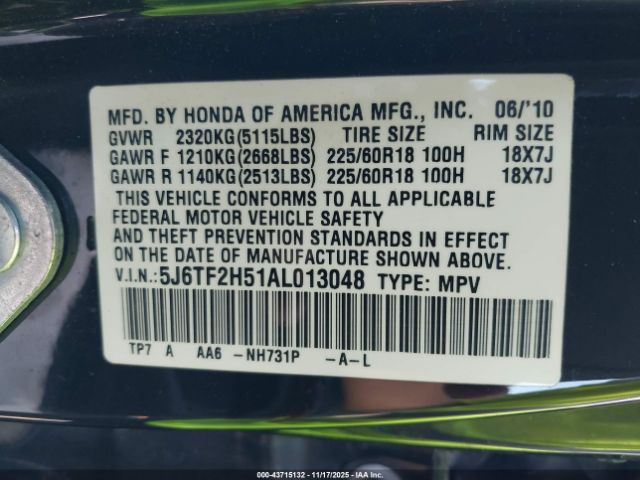 MFD. BY HONDA OF AMERICA MFG., INC. 06/'10
GVWR 2320KG(5115LBS) TIRE SIZE RIM SIZE
GAWR F 1210KG(2668LBS) 225/60R18 100H 18X7J
GAWR R 1140KG(2513LBS) 225/60R18 100H 18X7J
THIS VEHICLE CONFORMS TO ALL APPLICABLE
FEDERAL MOTOR VEHICLE SAFETY
AND THEFT PREVENTION STANDARDS IN EFFECT
ON THE DATE OF MANUFACTURE SHOWN ABOVE.
V.I.N.: 5J6TF2H51AL013048 TYPE: MPV
TP7 A AA6 -NH731P -A-L
000-43715132 - 11/17/2025 - IAAI.COM